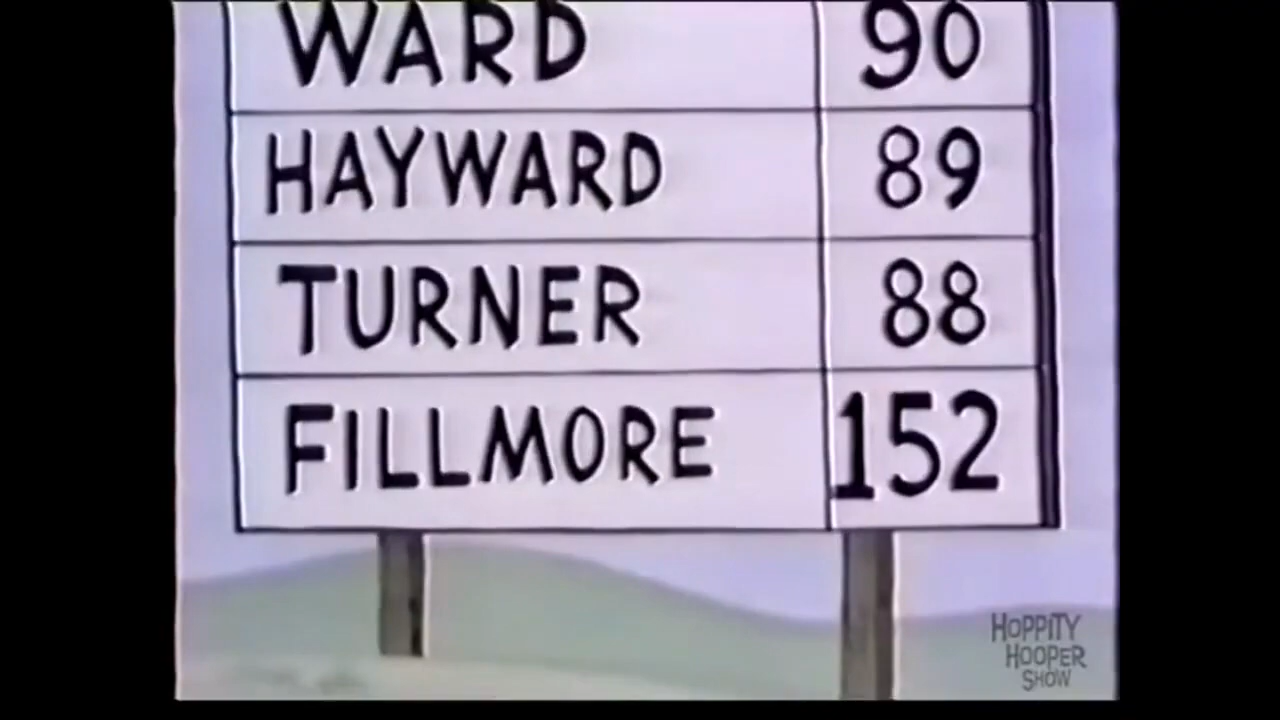 WARD 90
HAYWARD 89
TURNER 88
FILLMORE 152
HOPPITY
HOOPER
SHOW